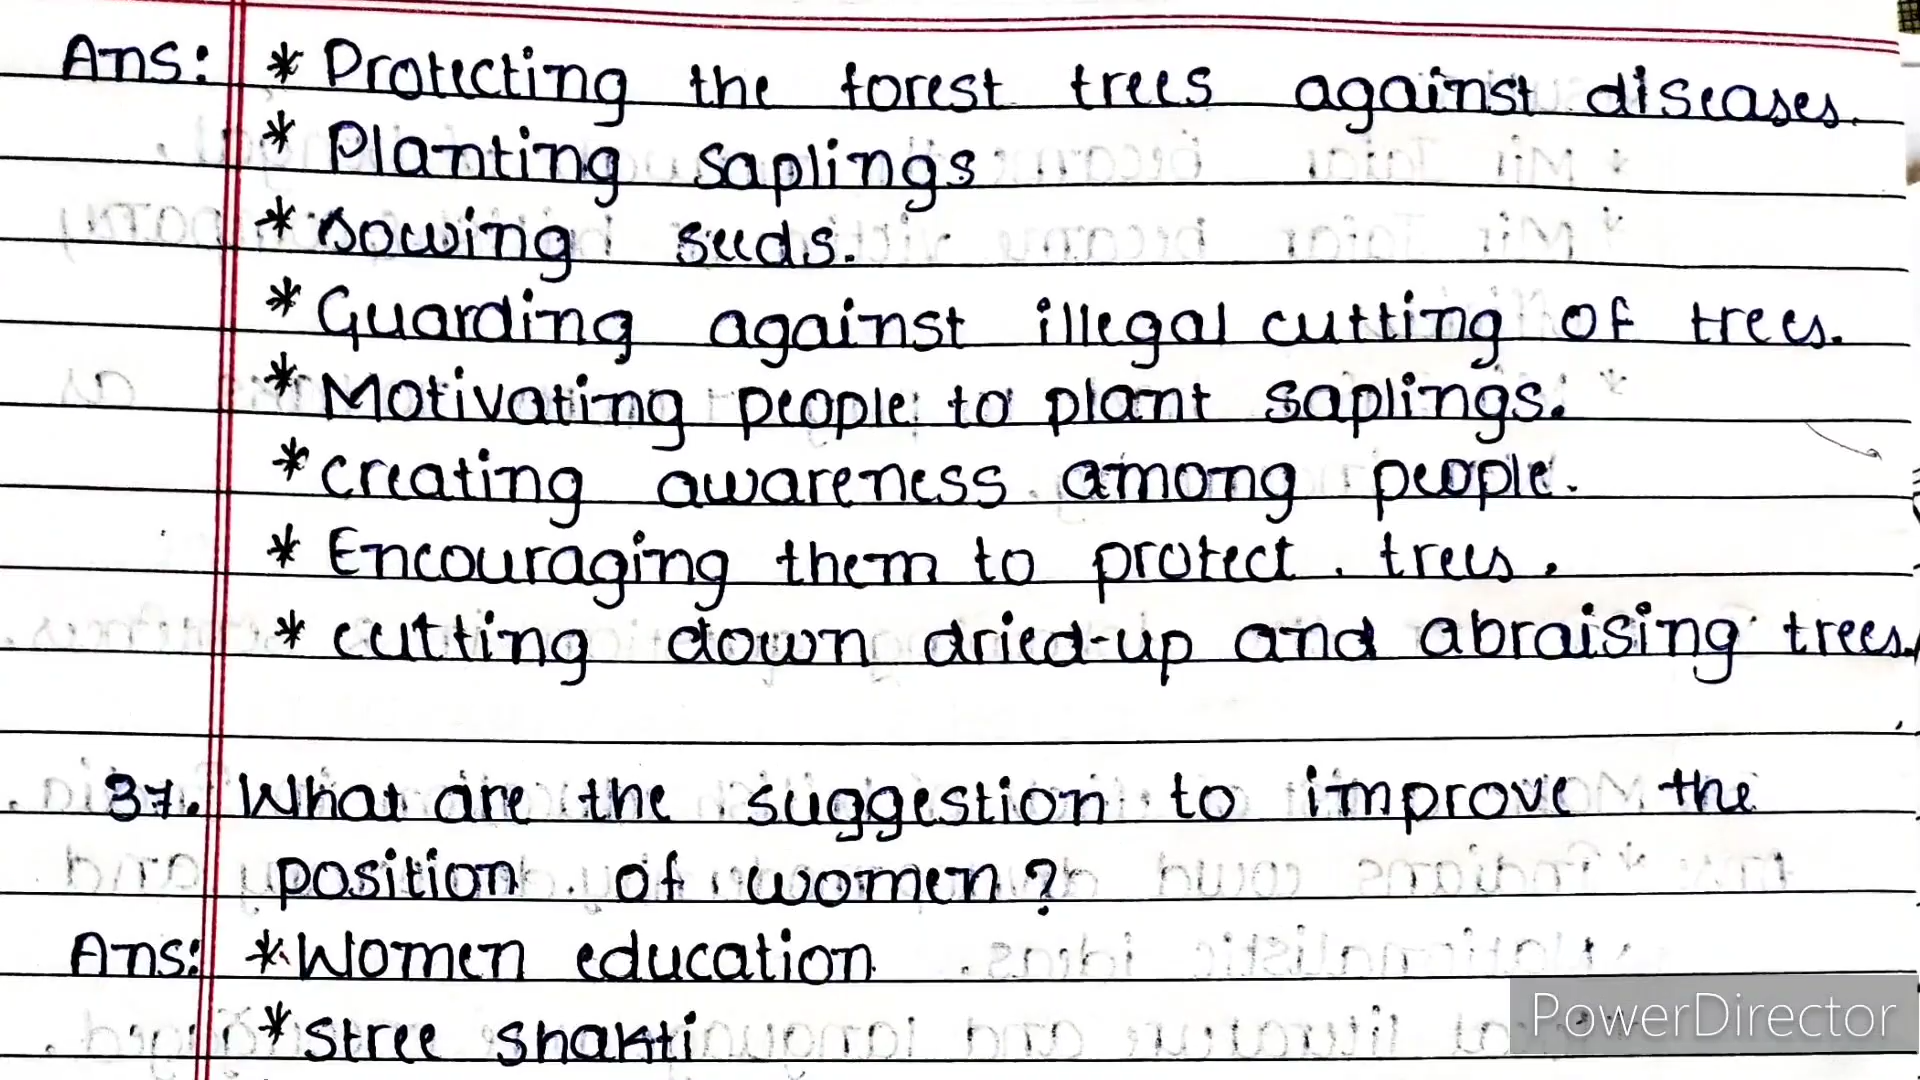 Ans: * Protecting the forest trees against diseases.
* Planting saplings
* sowing seeds.
* Guarding against illegal cutting of trees.
* Motivating people to plant saplings.
* creating awareness among people.
* Encouraging them to protect trees.
* cutting down dried-up and abraising trees.
37. What are the suggestion to improve the
position of women?
Ans: * Women education
* stree shakti
PowerDirector